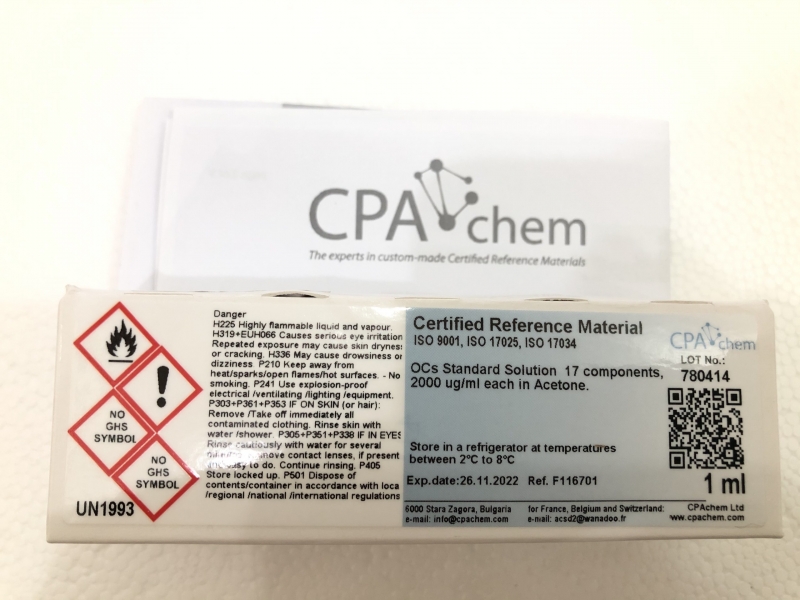 CPA chem
The experts in custom-made Certified Reference Materials
NO
GHS
SYMBOL
NO
GHS
SYMBOL
UN1993
Danger
H225 Highly flammable liquid and vapour.
H319+EUH066 Causes serious eye irritation
Repeated exposure may cause skin dryness
or cracking. H336 May cause drowsiness or
dizziness P210 Keep away from
heat/sparks/open flames/hot surfaces. - No
smoking. P241 Use explosion-proof
electrical /ventilating /lighting /equipment.
P303+P361+P353 IF ON SKIN (or hair):
Remove /Take off immediately all
contaminated clothing. Rinse skin with
water /shower. P305+P351+P338 IF IN EYES
Rinse cautiously with water for several
remove contact lenses, if present
and easy to do. Continue rinsing. P405
Store locked up. P501 Dispose of
contents/container in accordance with loca
/regional /national /international regulations
Certified Reference Material
ISO 9001, ISO 17025, ISO 17034
OCs Standard Solution 17 components,
2000 ug/ml each in Acetone.
Store in a refrigerator at temperatures
between 2ºC to 8ºC
Exp.date:26.11.2022 Ref. F116701
CPA chem
LOT No.:
780414
1 ml
6000 Stara Zagora, Bulgaria
e-mail: info@cpachem.com
for France, Belgium and Switzerland:
e-mail: acsd2@wanadoo.fr
CPAchem Ltd
www.cpachem.com